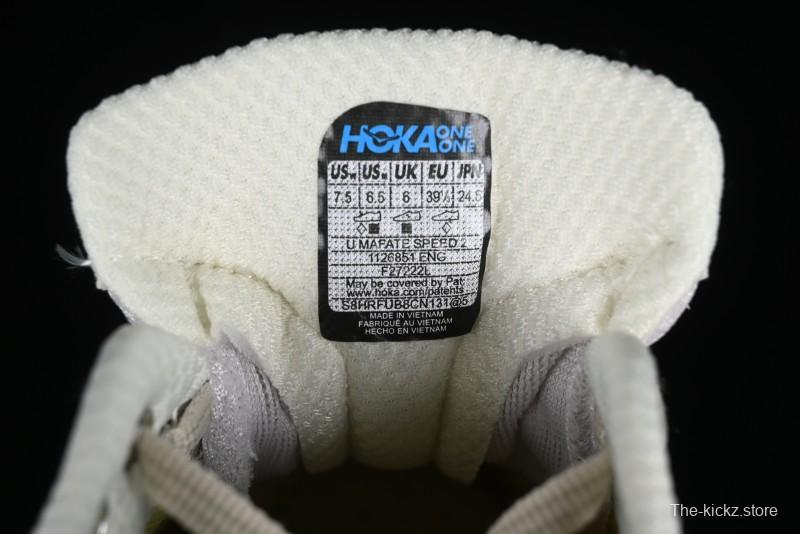 HOKA ONE ONE
US W US M UK EU JPN
7.5 6.5 6 39⅓ 24.5
U MAFATE SPEED 2
1126851 ENG
F27222L
May be covered by Pat.
www.hoka.com/patents
S8HRFUB8CN131@5
MADE IN VIETNAM
FABRIQUÉ AU VIETNAM
HECHO EN VIETNAM
The-kickz.store